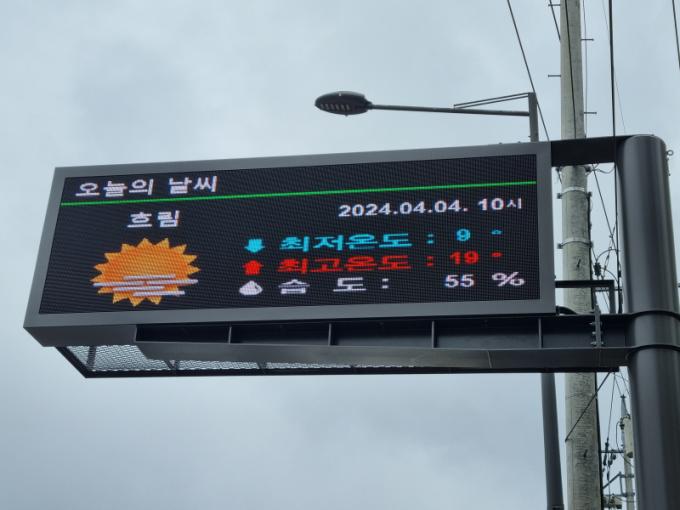 오늘의 날씨
흐림
2024.04.04. 10시
최저온도 : 9 °
최고온도 : 19 °
습 도 : 55 %